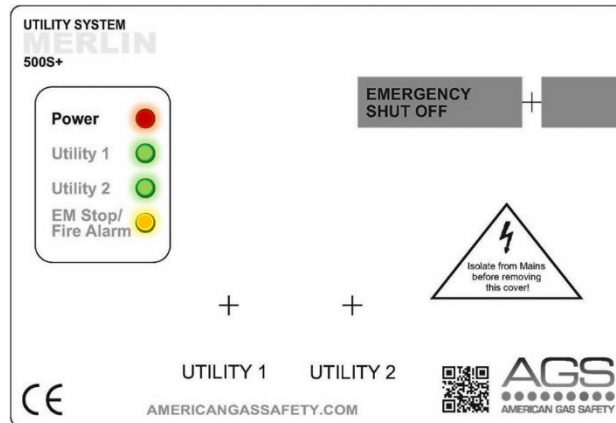 UTILITY SYSTEM
MERLIN
500S+
EMERGENCY
SHUT OFF
Power
Utility 1
Utility 2
EM Stop/
Fire Alarm
Isolate from Mains
before removing
this cover!
UTILITY 1 UTILITY 2
CE
AMERICANGASSAFETY.COM
AGS
AMERICAN GAS SAFETY